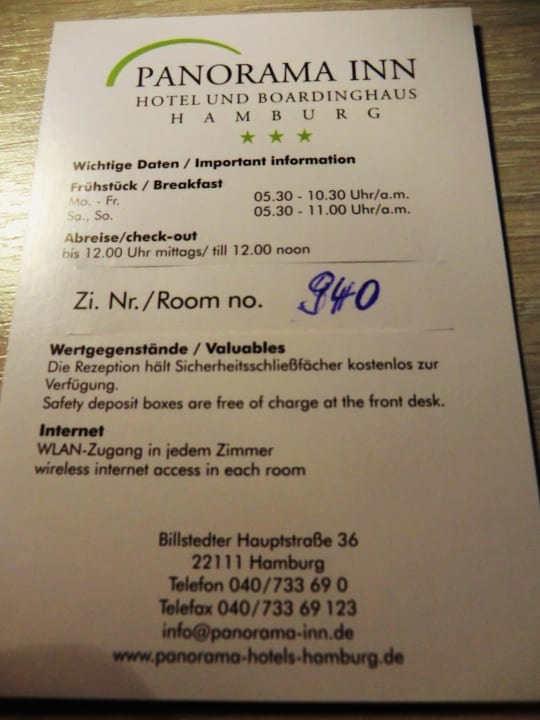 PANORAMA INN
HOTEL UND BOARDINGHAUS
HAMBURG
Wichtige Daten / Important information
Frühstück / Breakfast
Mo. - Fr. 05.30 - 10.30 Uhr/a.m.
Sa., So. 05.30 - 11.00 Uhr/a.m.
Abreise/check-out
bis 12.00 Uhr mittags/ till 12.00 noon
Zi. Nr./Room no. 940
Wertgegenstände / Valuables
Die Rezeption hält Sicherheitsschließfächer kostenlos zur
Verfügung.
Safety deposit boxes are free of charge at the front desk.
Internet
WLAN-Zugang in jedem Zimmer
wireless internet access in each room
Billstedter Hauptstraße 36
22111 Hamburg
Telefon 040/733 69 0
Telefax 040/733 69 123
info@panorama-inn.de
www.panorama-hotels-hamburg.de